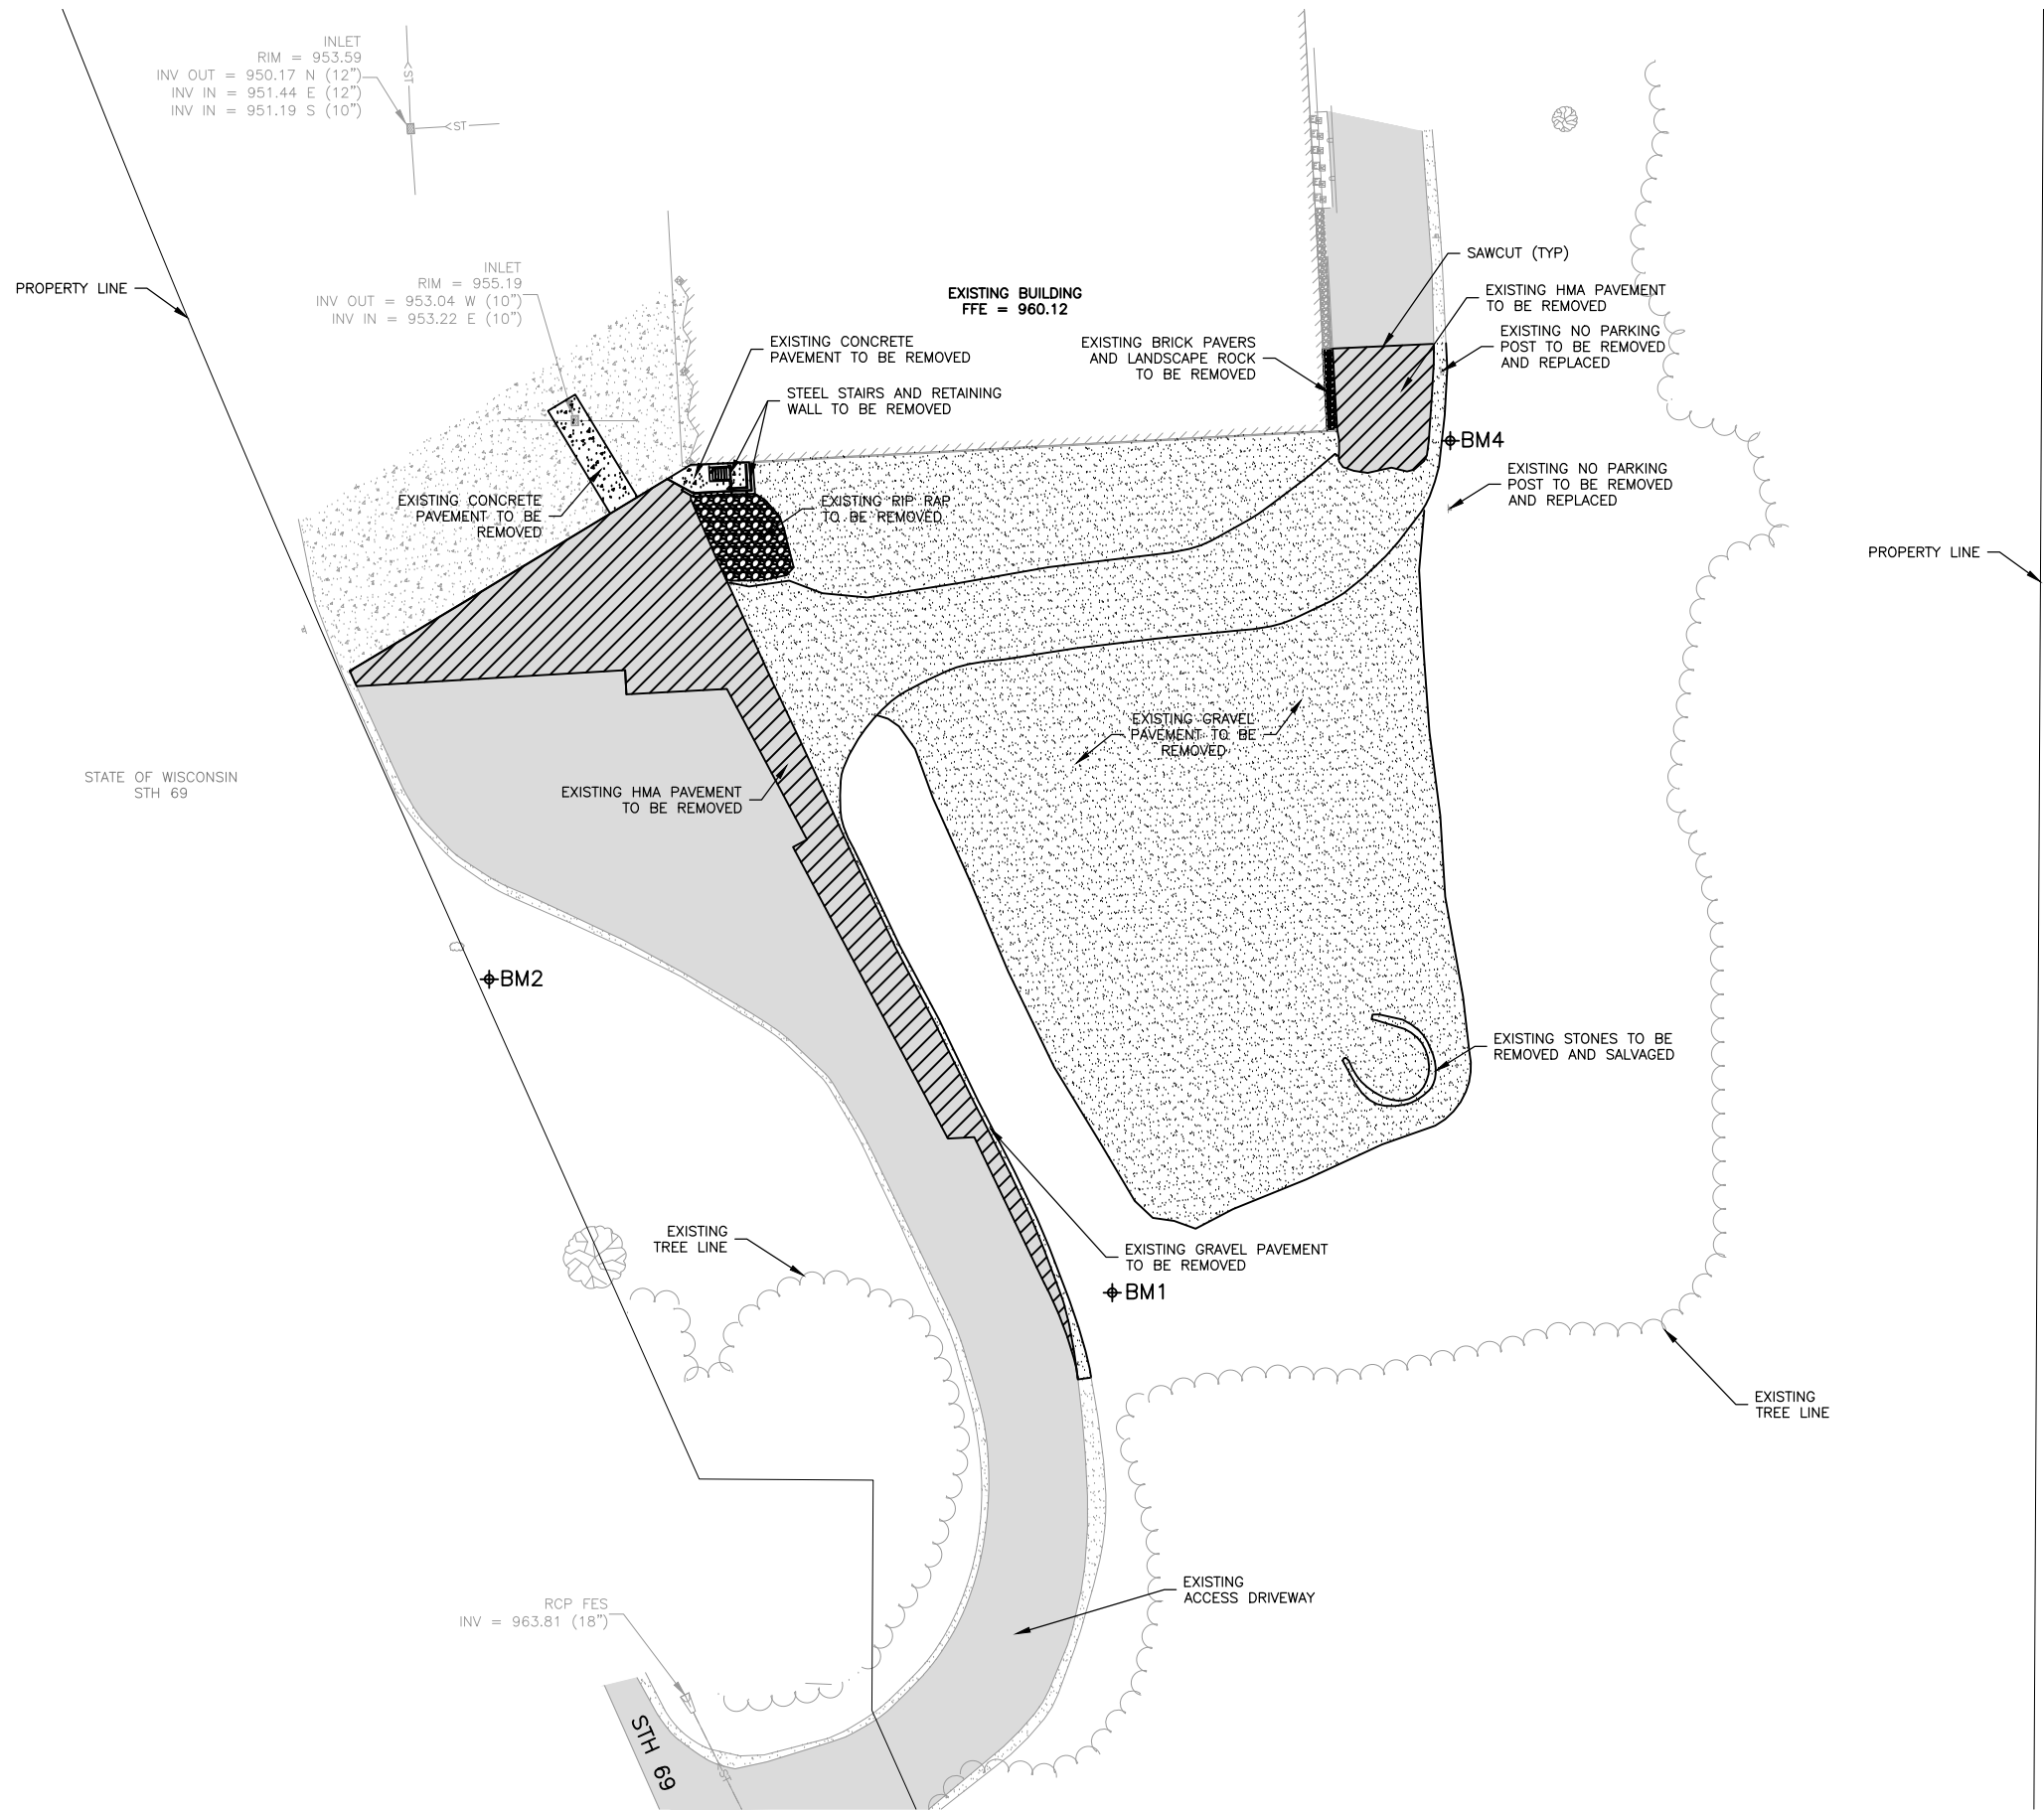 INLET
RIM = 953.59
INV OUT = 950.17 N (12")
INV IN = 951.44 E (12")
INV IN = 951.19 S (10")
ST
ST
PROPERTY LINE
INLET
RIM = 955.19
INV OUT = 953.04 W (10")
INV IN = 953.22 E (10")
EXISTING BUILDING
FFE = 960.12
SAWCUT (TYP)
EXISTING HMA PAVEMENT
TO BE REMOVED
EXISTING NO PARKING
POST TO BE REMOVED
AND REPLACED
EXISTING CONCRETE
PAVEMENT TO BE REMOVED
EXISTING BRICK PAVERS
AND LANDSCAPE ROCK
TO BE REMOVED
STEEL STAIRS AND RETAINING
WALL TO BE REMOVED
BM4
EXISTING NO PARKING
POST TO BE REMOVED
AND REPLACED
EXISTING CONCRETE
PAVEMENT TO BE
REMOVED
EXISTING RIP RAP
TO BE REMOVED
PROPERTY LINE
EXISTING GRAVEL
PAVEMENT TO BE
REMOVED
STATE OF WISCONSIN
STH 69
EXISTING HMA PAVEMENT
TO BE REMOVED
BM2
EXISTING STONES TO BE
REMOVED AND SALVAGED
EXISTING
TREE LINE
EXISTING GRAVEL PAVEMENT
TO BE REMOVED
BM1
EXISTING
TREE LINE
EXISTING
ACCESS DRIVEWAY
RCP FES
INV = 963.81 (18")
STH 69
ST